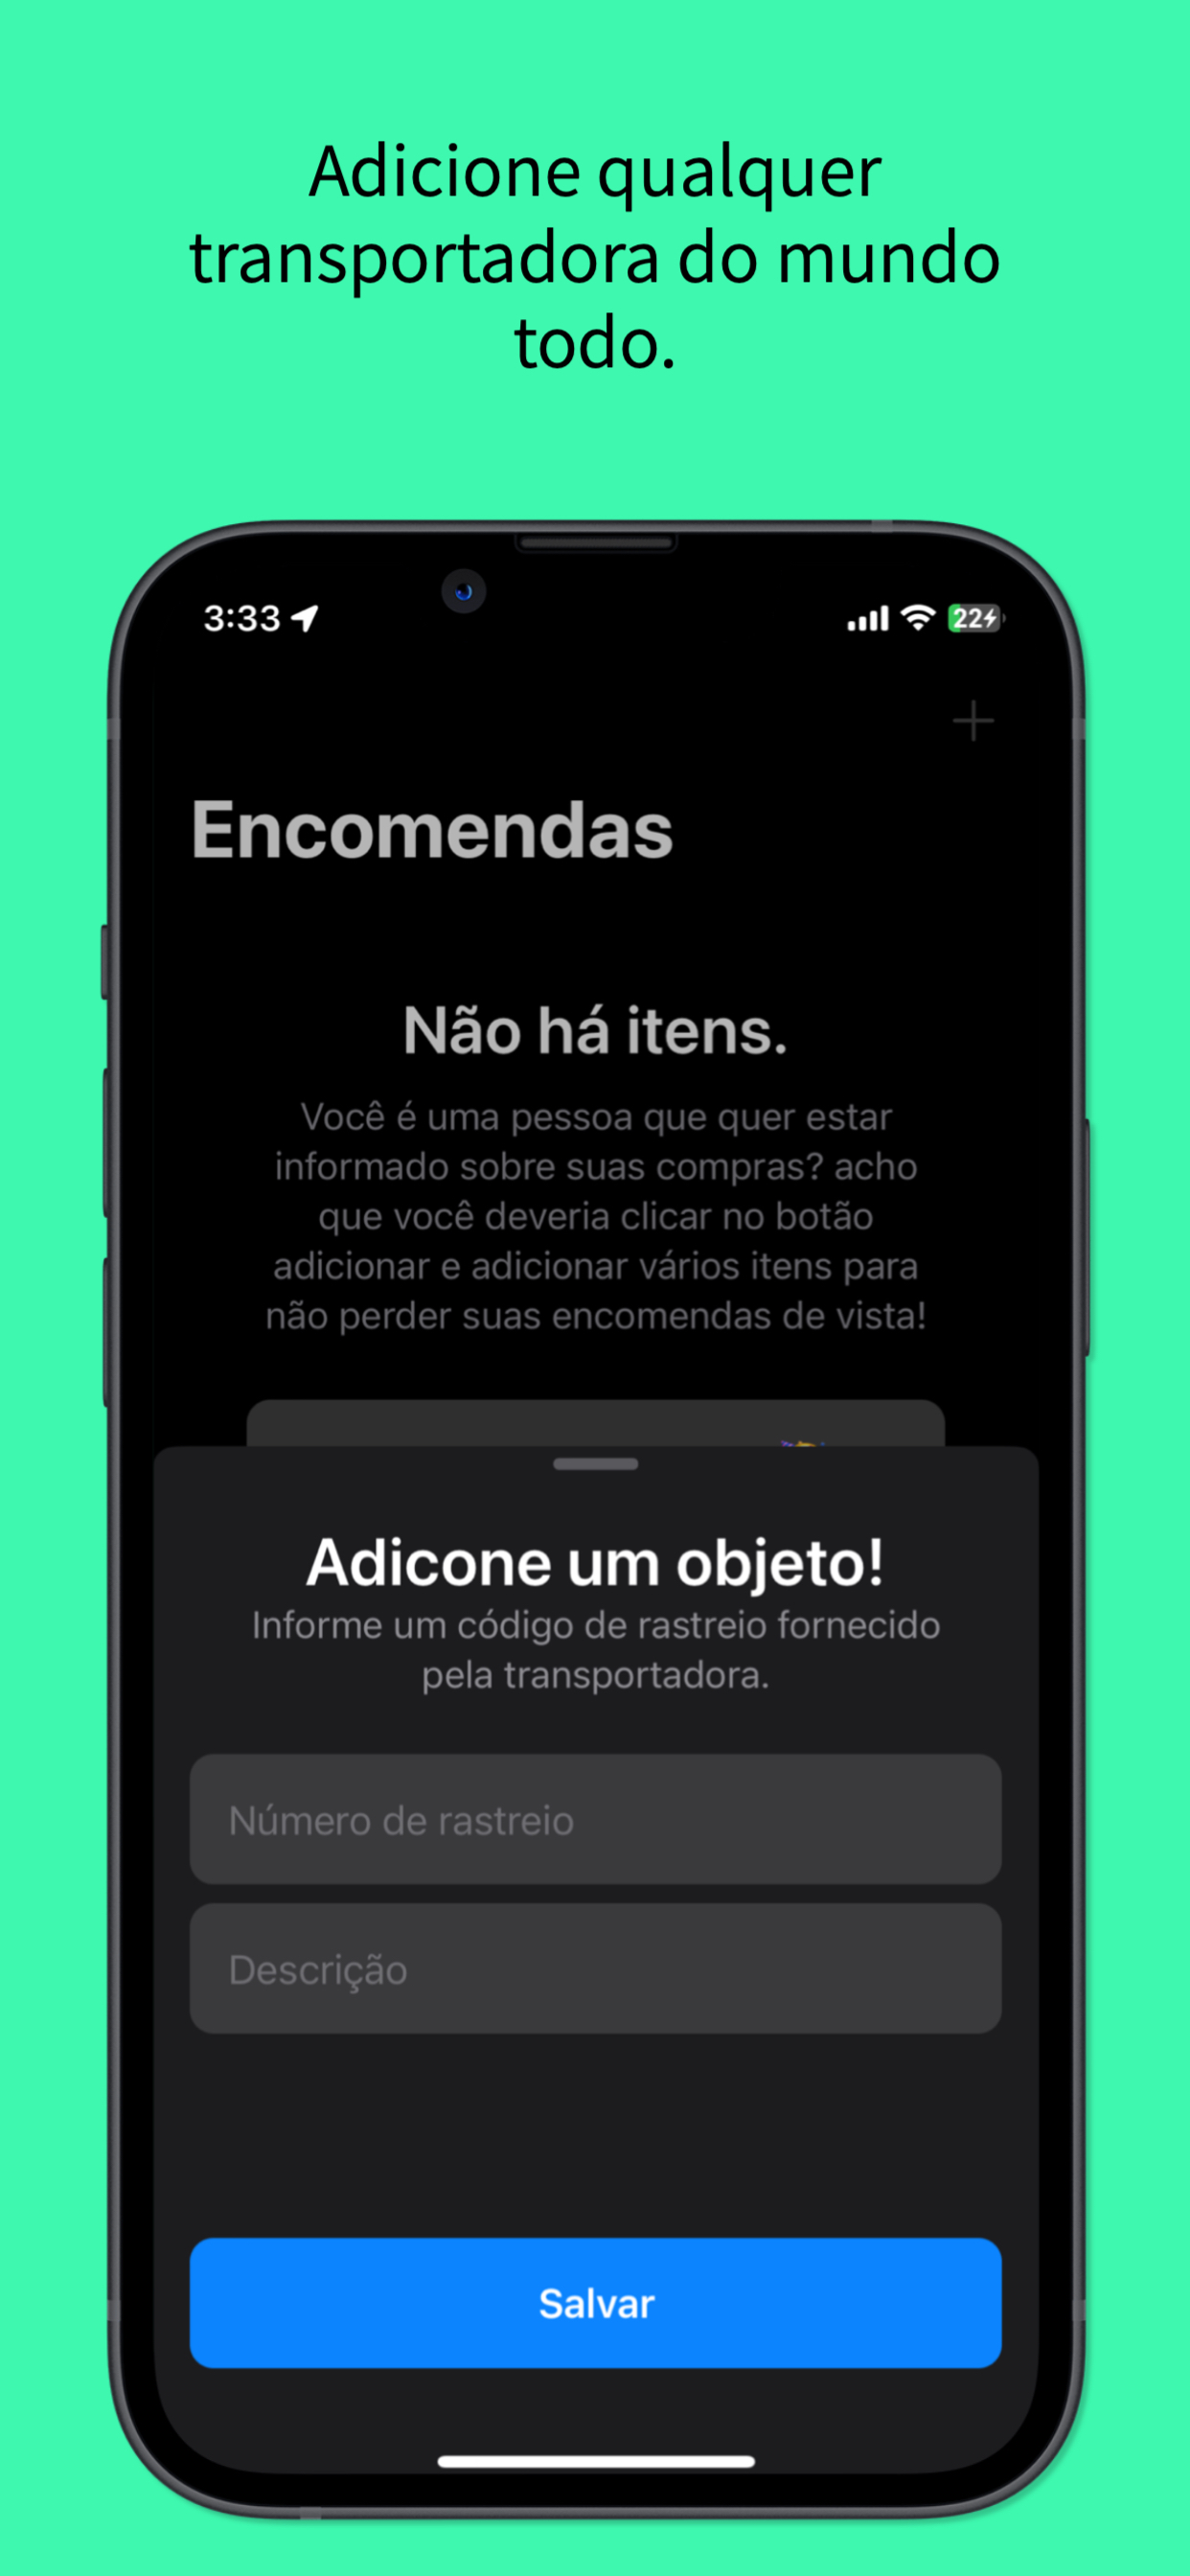 Adicione qualquer
transportadora do mundo
todo.
3:33
22
Encomendas
Não há itens.
Você é uma pessoa que quer estar
informado sobre suas compras? acho
que você deveria clicar no botão
adicionar e adicionar vários itens para
não perder suas encomendas de vista!
Adicone um objeto!
Informe um código de rastreio fornecido
pela transportadora.
Número de rastreio
Descrição
Salvar